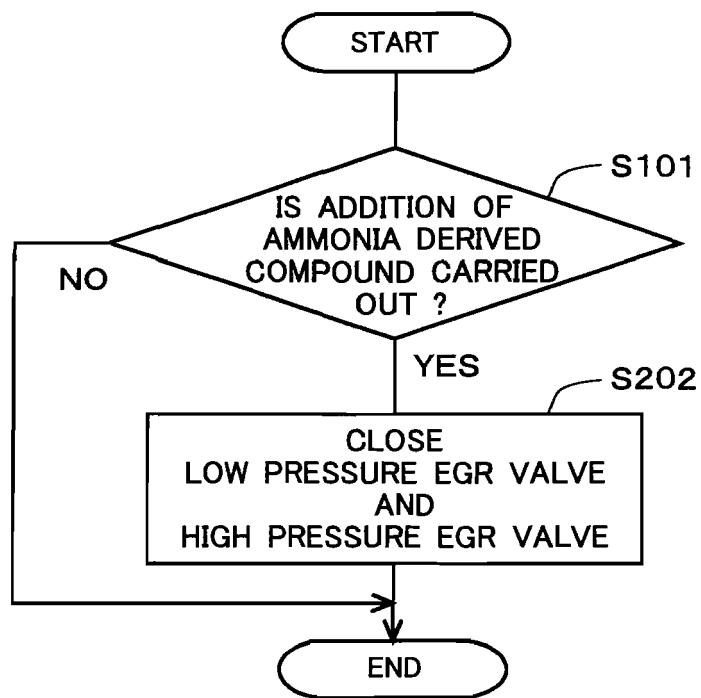 START
S101
IS ADDITION OF
AMMONIA DERIVED
COMPOUND CARRIED
OUT ?
NO
YES
S202
CLOSE
LOW PRESSURE EGR VALVE
AND
HIGH PRESSURE EGR VALVE
END